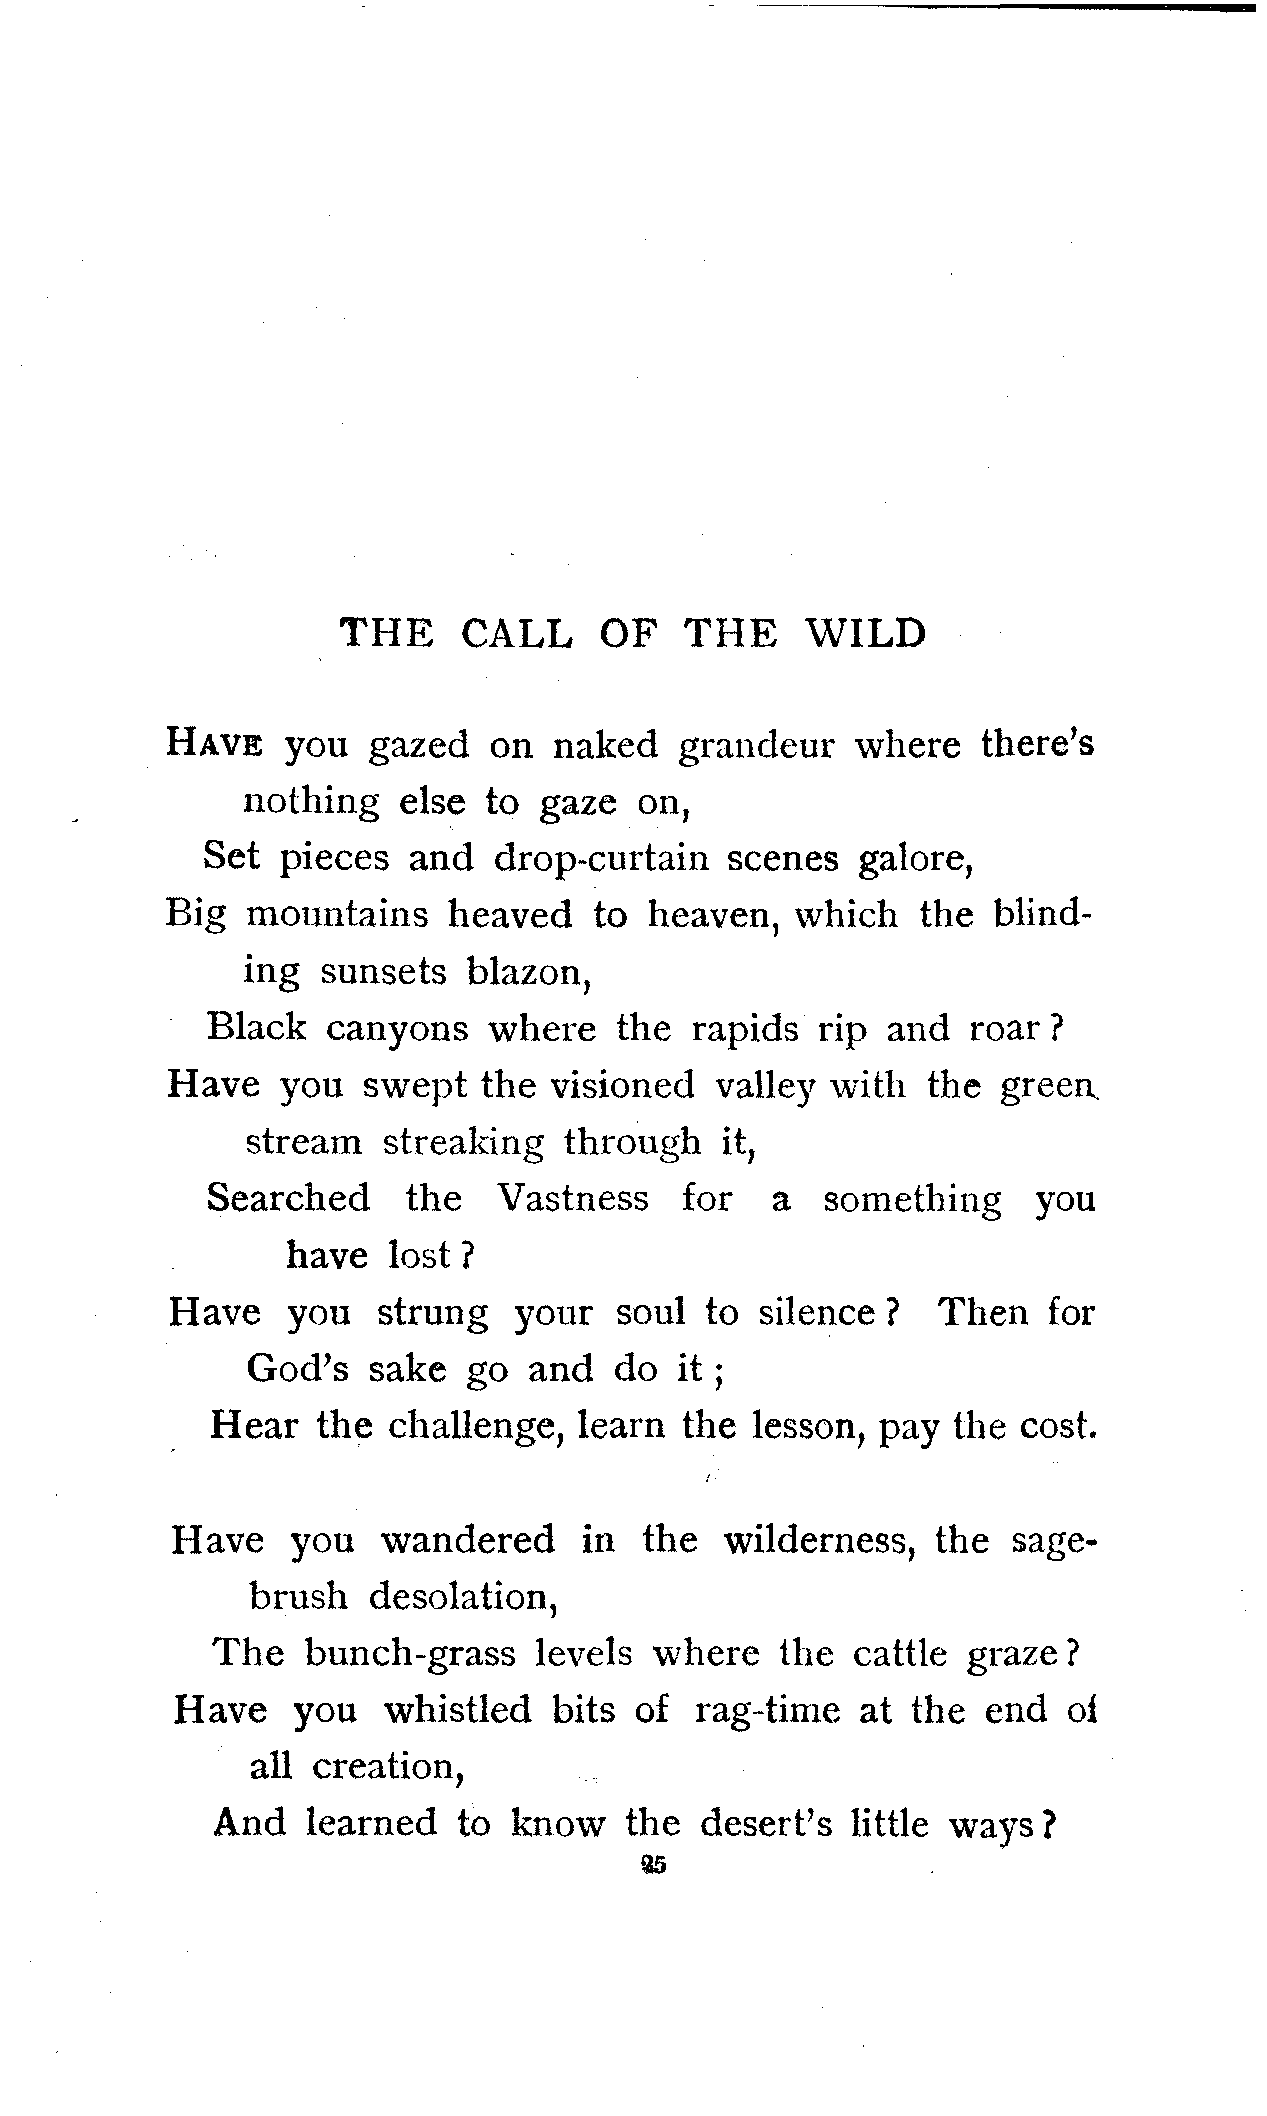 THE CALL OF THE WILD
HAVE you gazed on naked grandeur where there's
nothing else to gaze on,
Set pieces and drop-curtain scenes galore,
Big mountains heaved to heaven, which the blind-
ing sunsets blazon,
Black canyons where the rapids rip and roar?
Have you swept the visioned valley with the green
stream streaking through it,
Searched the Vastness for a something you
have lost?
Have you strung your soul to silence? Then for
God's sake go and do it;
Hear the challenge, learn the lesson, pay the cost.
Have you wandered in the wilderness, the sage-
brush desolation,
The bunch-grass levels where the cattle graze?
Have you whistled bits of rag-time at the end of
all creation,
And learned to know the desert's little ways?
25